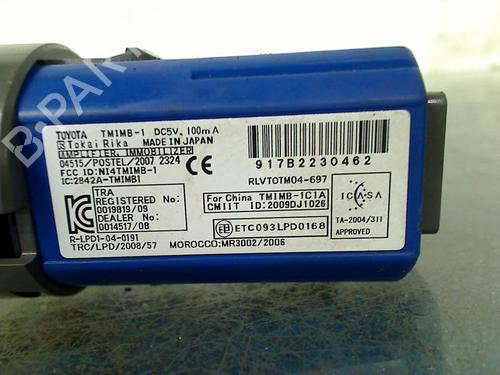 B-PARTS
TOYOTA TMIMB-1 DC5V, 100mA
Tokai Rika MADE IN JAPAN
AMPLIFIER, IMMOBILIZER
04515/POSTEL/2007 2324
FCC ID:NI4TMIMB-1
IC:2842A-TMIMB1
TRA
REGISTERED No:
0019819/09
DEALER No:
0014517/08
R-LPD1-04-0191
TRC/LPD/2008/57
MOROCCO:MR3002/2006
917B2230462
RLVTOTM04-697
For China TMIMB-1C1A
CMIIT ID:2009DJ1026
ETC093LPD0168
ICASA
TA-2004/311
APPROVED